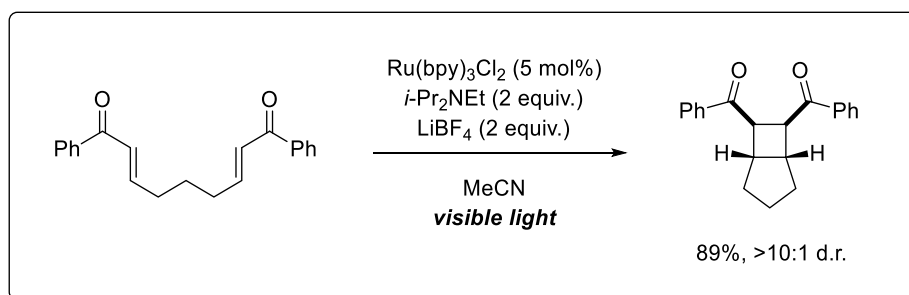 Ru(bpy)3Cl2 (5 mol%)
i-Pr2NEt (2 equiv.)
LiBF4 (2 equiv.)
MeCN
visible light
O
O
Ph
Ph
O
O
Ph
Ph
H
H
89%, >10:1 d.r.